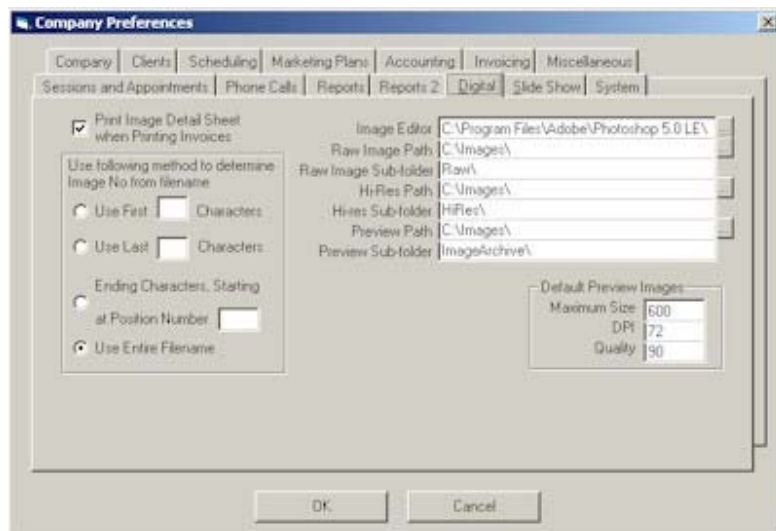 Company Preferences
Company Clients Scheduling Marketing Plans Accounting Invoicing Miscellaneous
Sessions and Appointments Phone Calls Reports Reports 2 Digital Slide Show System
Print Image Detail Sheet
when Printing Invoices
Use following method to determine
Image No from filename
Use First Characters
Use Last Characters
Ending Characters, Starting
at Position Number
Use Entire Filename
Image Editor C:\Program Files\Adobe\Photoshop 5.0 LE\ ...
Raw Image Path C:\Images\ ...
Raw Image Sub-folder Raw\
Hi-Res Path C:\Images\ ...
Hi-res Sub-folder HiRes\
Preview Path C:\Images\ ...
Preview Sub-folder ImageArchive\
Default Preview Images
Maximum Size 600
DPI 72
Quality 90
OK Cancel